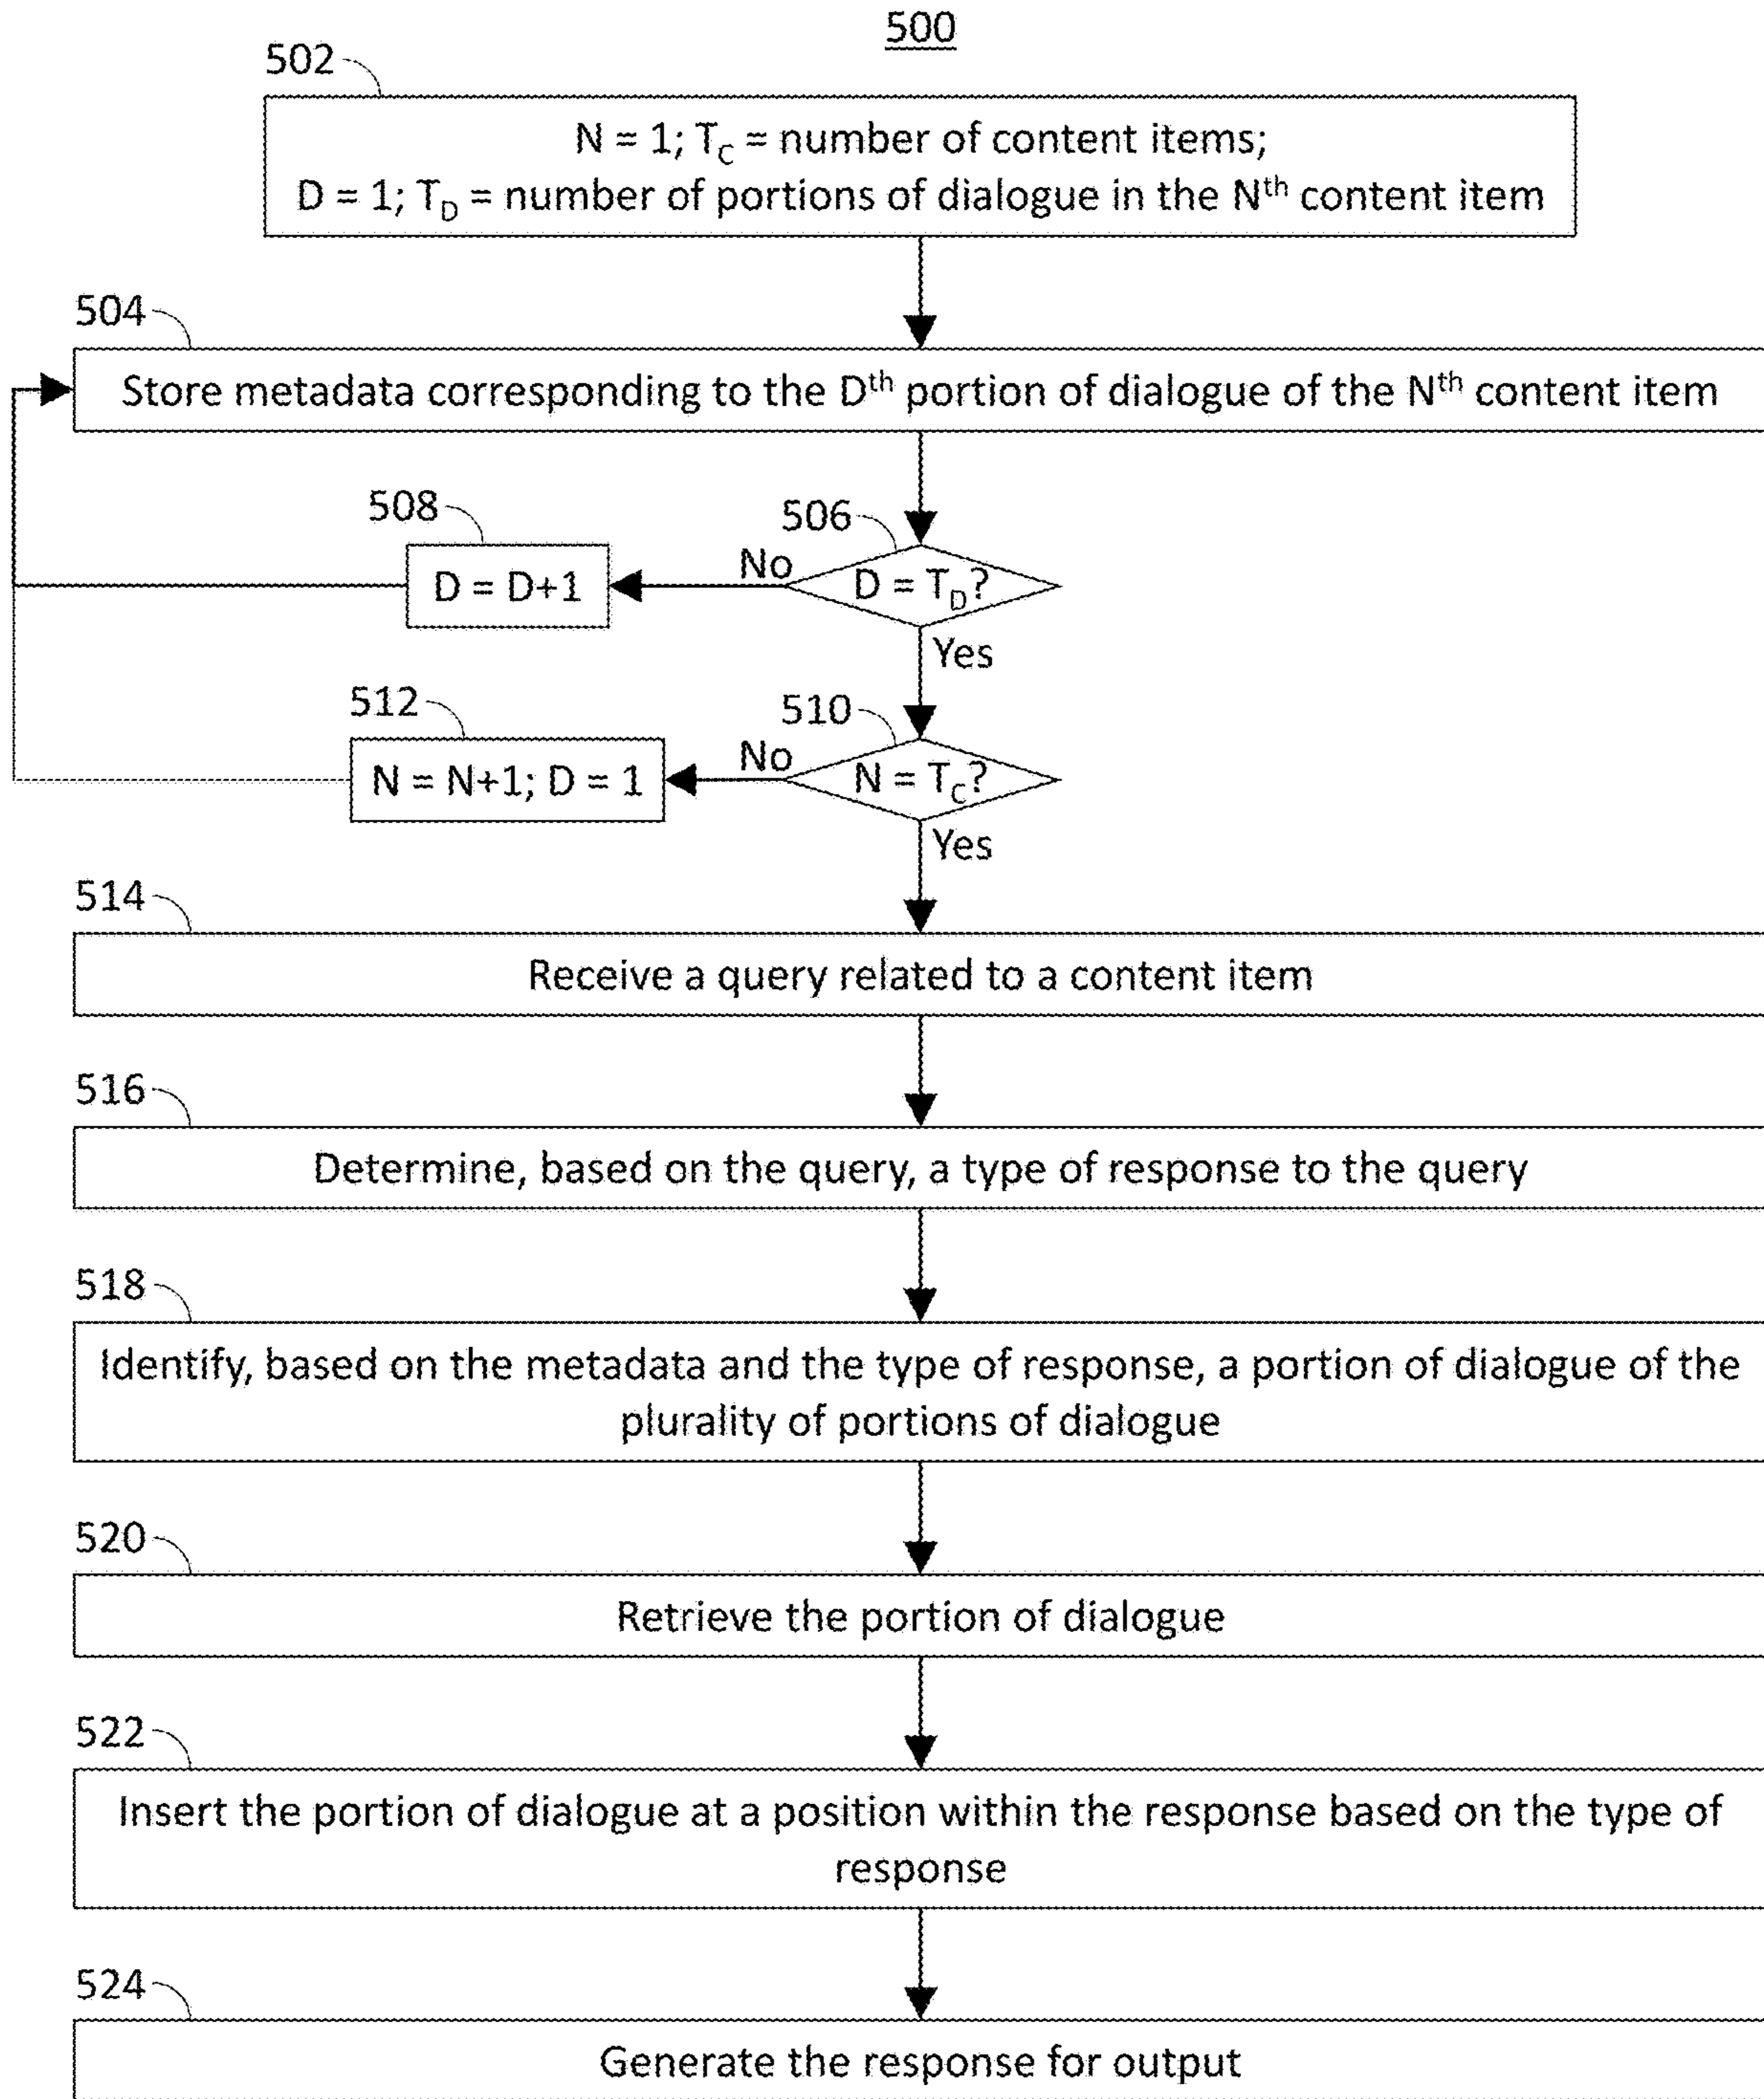 500
502
N = 1; T_C = number of content items;
D = 1; T_D = number of portions of dialogue in the N^th content item
504
Store metadata corresponding to the D^th portion of dialogue of the N^th content item
508
506
D = D+1
No
D = T_D?
Yes
512
510
N = N+1; D = 1
No
N = T_C?
Yes
514
Receive a query related to a content item
516
Determine, based on the query, a type of response to the query
518
Identify, based on the metadata and the type of response, a portion of dialogue of the
plurality of portions of dialogue
520
Retrieve the portion of dialogue
522
Insert the portion of dialogue at a position within the response based on the type of
response
524
Generate the response for output